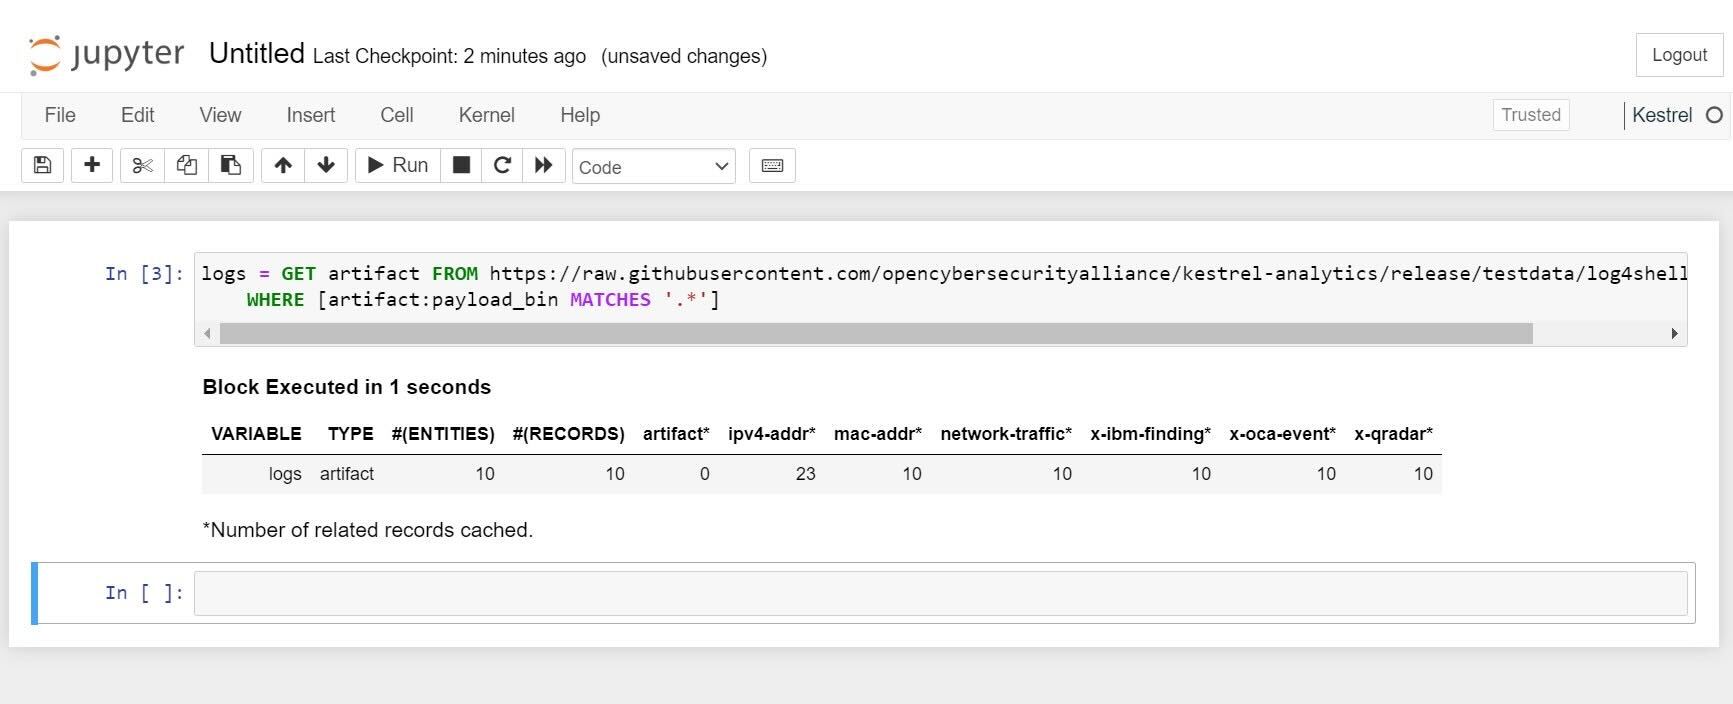 jupyter Untitled Last Checkpoint: 2 minutes ago (unsaved changes) Logout
File Edit View Insert Cell Kernel Help Trusted Kestrel
Run Code
In [3]: logs = GET artifact FROM https://raw.githubusercontent.com/opencybersecurityalliance/kestrel-analytics/release/testdata/log4shell
WHERE [artifact:payload_bin MATCHES '.*']
Block Executed in 1 seconds
VARIABLE TYPE #(ENTITIES) #(RECORDS) artifact* ipv4-addr* mac-addr* network-traffic* x-ibm-finding* x-oca-event* x-qradar*
logs artifact 10 10 0 23 10 10 10 10 10
*Number of related records cached.
In [ ]: